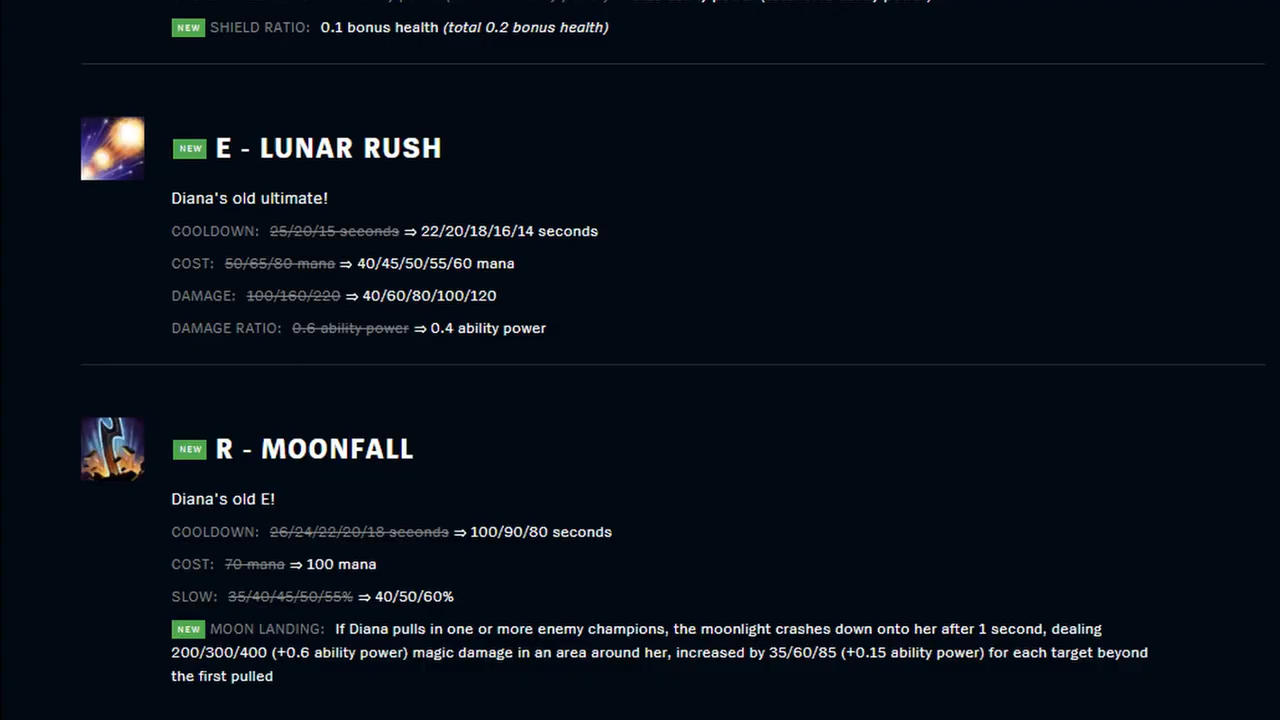 NEW SHIELD RATIO: 0.1 bonus health (total 0.2 bonus health)
NEW E - LUNAR RUSH
Diana's old ultimate!
COOLDOWN: 25/20/15 seconds ⇒ 22/20/18/16/14 seconds
COST: 50/65/80 mana ⇒ 40/45/50/55/60 mana
DAMAGE: 100/160/220 ⇒ 40/60/80/100/120
DAMAGE RATIO: 0.6 ability power ⇒ 0.4 ability power
NEW R - MOONFALL
Diana's old E!
COOLDOWN: 26/24/22/20/18 seconds ⇒ 100/90/80 seconds
COST: 70 mana ⇒ 100 mana
SLOW: 35/40/45/50/55% ⇒ 40/50/60%
NEW MOON LANDING: If Diana pulls in one or more enemy champions, the moonlight crashes down onto her after 1 second, dealing
200/300/400 (+0.6 ability power) magic damage in an area around her, increased by 35/60/85 (+0.15 ability power) for each target beyond
the first pulled